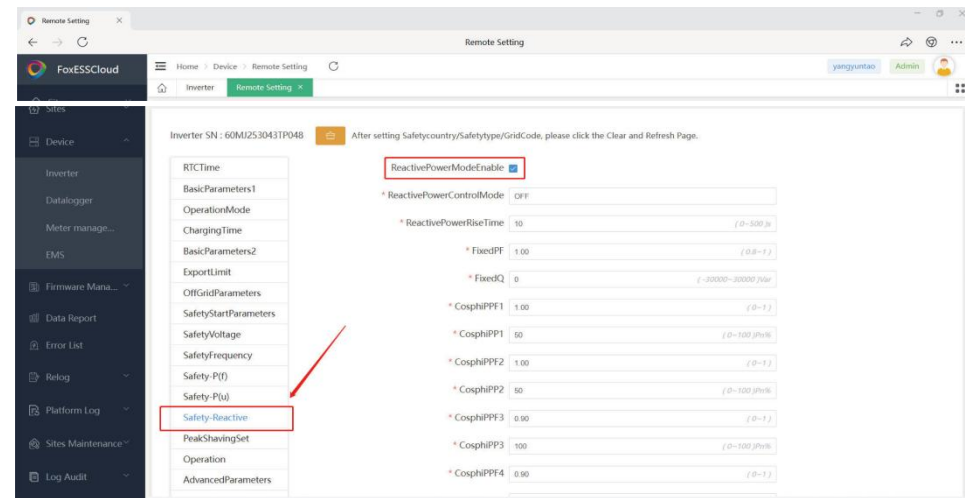 Remote Setting
Remote Setting
FoxESSCloud
Home > Device > Remote Setting
yangyuntao
Admin
Inverter
Remote Setting ×
Sites
Device
Inverter
Datalogger
Meter manage...
EMS
Firmware Mana...
Data Report
Error List
Relog
Platform Log
Sites Maintenance
Log Audit
Inverter SN : 60MJ253043TP048
After setting Safetycountry/Safetytype/GridCode, please click the Clear and Refresh Page.
RTCTime
BasicParameters1
OperationMode
ChargingTime
BasicParameters2
ExportLimit
OffGridParameters
SafetyStartParameters
SafetyVoltage
SafetyFrequency
Safety-P(f)
Safety-P(u)
Safety-Reactive
PeakShavingSet
Operation
AdvancedParameters
ReactivePowerModeEnable
* ReactivePowerControlMode OFF
* ReactivePowerRiseTime 10 ( 0~500 )s
* FixedPF 1.00 ( 0.8~1 )
* FixedQ 0 ( -30000~30000 )Var
* CosphiPPF1 1.00 ( 0~1 )
* CosphiPP1 50 ( 0~100 )Pn%
* CosphiPPF2 1.00 ( 0~1 )
* CosphiPP2 50 ( 0~100 )Pn%
* CosphiPPF3 0.90 ( 0~1 )
* CosphiPP3 100 ( 0~100 )Pn%
* CosphiPPF4 0.90 ( 0~1 )